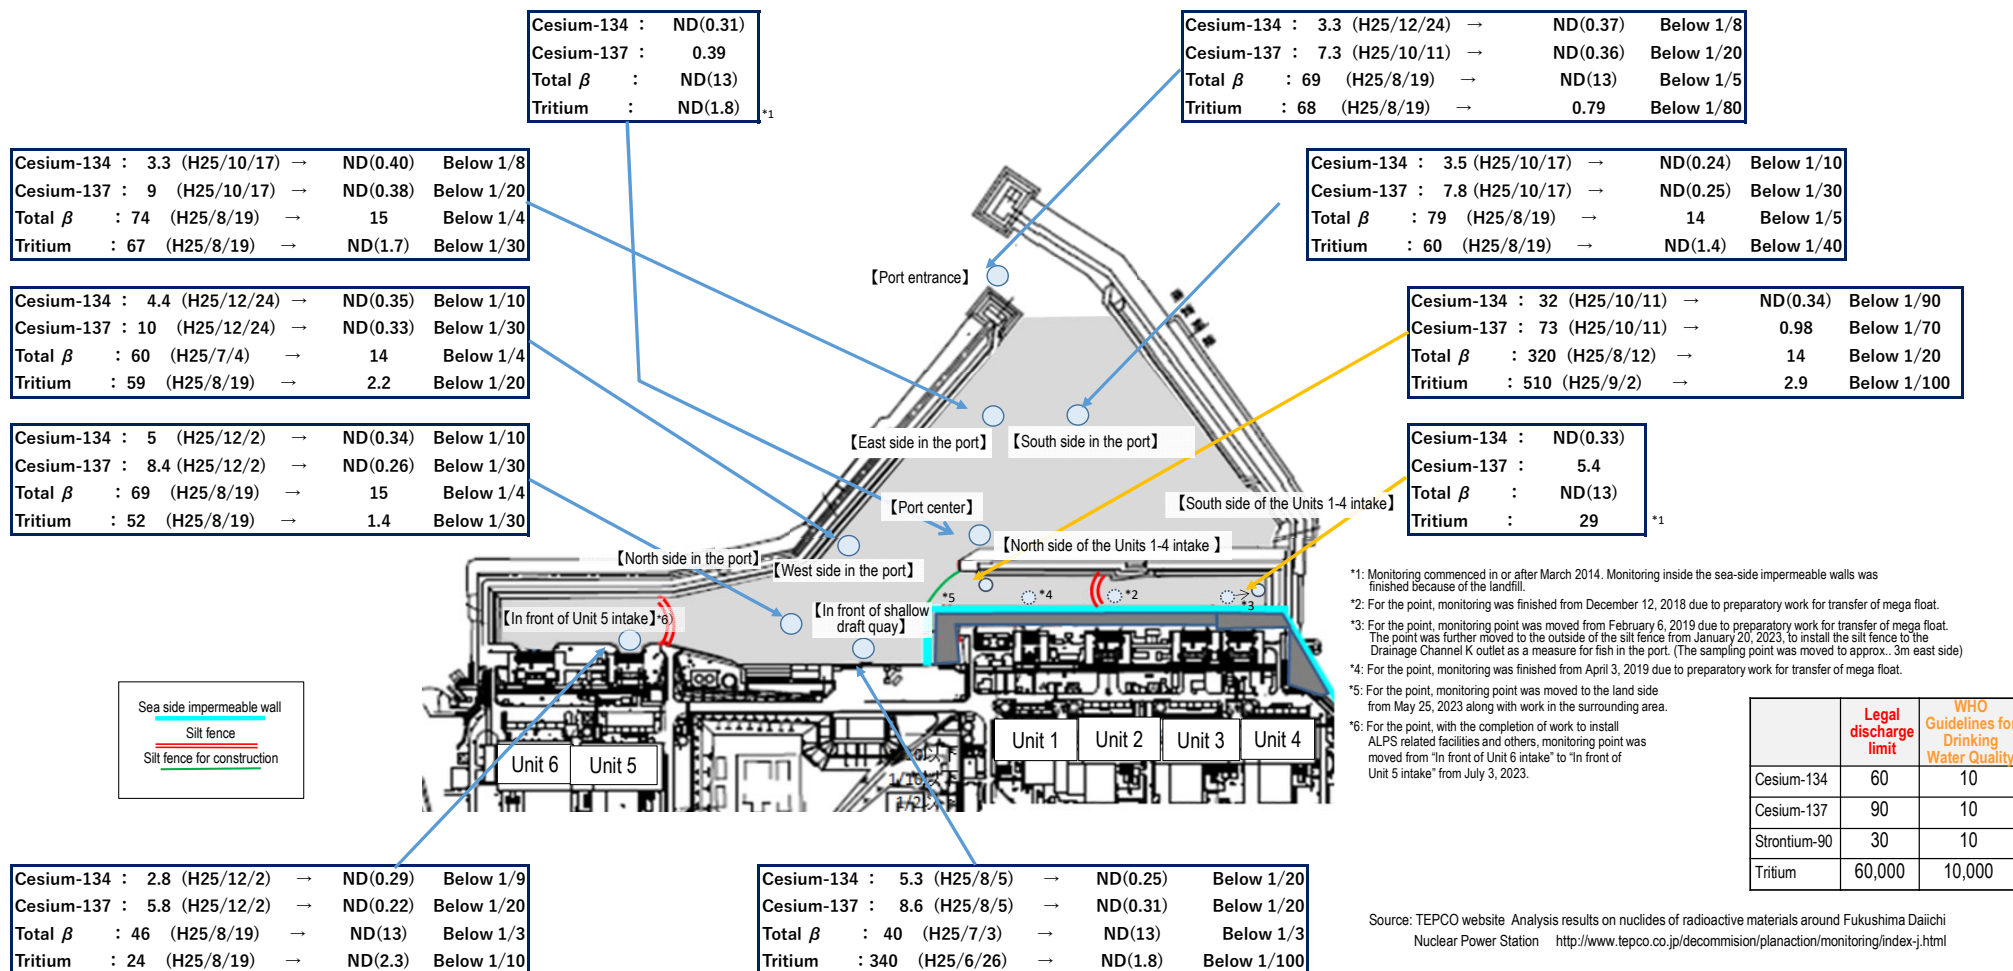 Cesium-134 : ND(0.31)
Cesium-137 : 0.39
Total β : ND(13)
Tritium : ND(1.8) *1
Cesium-134 : 3.3 (H25/12/24) → ND(0.37) Below 1/8
Cesium-137 : 7.3 (H25/10/11) → ND(0.36) Below 1/20
Total β : 69 (H25/8/19) → ND(13) Below 1/5
Tritium : 68 (H25/8/19) → 0.79 Below 1/80
Cesium-134 : 3.3 (H25/10/17) → ND(0.40) Below 1/8
Cesium-137 : 9 (H25/10/17) → ND(0.38) Below 1/20
Total β : 74 (H25/8/19) → 15 Below 1/4
Tritium : 67 (H25/8/19) → ND(1.7) Below 1/30
Cesium-134 : 3.5 (H25/10/17) → ND(0.24) Below 1/10
Cesium-137 : 7.8 (H25/10/17) → ND(0.25) Below 1/30
Total β : 79 (H25/8/19) → 14 Below 1/5
Tritium : 60 (H25/8/19) → ND(1.4) Below 1/40
Cesium-134 : 4.4 (H25/12/24) → ND(0.35) Below 1/10
Cesium-137 : 10 (H25/12/24) → ND(0.33) Below 1/30
Total β : 60 (H25/7/4) → 14 Below 1/4
Tritium : 59 (H25/8/19) → 2.2 Below 1/20
Cesium-134 : 32 (H25/10/11) → ND(0.34) Below 1/90
Cesium-137 : 73 (H25/10/11) → 0.98 Below 1/70
Total β : 320 (H25/8/12) → 14 Below 1/20
Tritium : 510 (H25/9/2) → 2.9 Below 1/100
Cesium-134 : 5 (H25/12/2) → ND(0.34) Below 1/10
Cesium-137 : 8.4 (H25/12/2) → ND(0.26) Below 1/30
Total β : 69 (H25/8/19) → 15 Below 1/4
Tritium : 52 (H25/8/19) → 1.4 Below 1/30
Cesium-134 : ND(0.33)
Cesium-137 : 5.4
Total β : ND(13)
Tritium : 29 *1
【Port entrance】
【East side in the port】
【South side in the port】
【Port center】
【South side of the Units 1-4 intake】
【North side of the Units 1-4 intake 】
【North side in the port】
【West side in the port】
【In front of Unit 5 intake】*6)
【In front of shallow
draft quay】
*5
*4
*2
*3
Unit 6
Unit 5
Unit 1
Unit 2
Unit 3
Unit 4
Sea side impermeable wall
Silt fence
Silt fence for construction
*1: Monitoring commenced in or after March 2014. Monitoring inside the sea-side impermeable walls was
finished because of the landfill.
*2: For the point, monitoring was finished from December 12, 2018 due to preparatory work for transfer of mega float.
*3: For the point, monitoring point was moved from February 6, 2019 due to preparatory work for transfer of mega float.
The point was further moved to the outside of the silt fence from January 20, 2023, to install the silt fence to the
Drainage Channel K outlet as a measure for fish in the port. (The sampling point was moved to approx.. 3m east side)
*4: For the point, monitoring was finished from April 3, 2019 due to preparatory work for transfer of mega float.
*5: For the point, monitoring point was moved to the land side
from May 25, 2023 along with work in the surrounding area.
*6: For the point, with the completion of work to install
ALPS related facilities and others, monitoring point was
moved from “In front of Unit 6 intake” to “In front of
Unit 5 intake” from July 3, 2023.
Legal
discharge
limit
WHO
Guidelines for
Drinking
Water Quality
Cesium-134 60 10
Cesium-137 90 10
Strontium-90 30 10
Tritium 60,000 10,000
Cesium-134 : 2.8 (H25/12/2) → ND(0.29) Below 1/9
Cesium-137 : 5.8 (H25/12/2) → ND(0.22) Below 1/20
Total β : 46 (H25/8/19) → ND(13) Below 1/3
Tritium : 24 (H25/8/19) → ND(2.3) Below 1/10
Cesium-134 : 5.3 (H25/8/5) → ND(0.25) Below 1/20
Cesium-137 : 8.6 (H25/8/5) → ND(0.31) Below 1/20
Total β : 40 (H25/7/3) → ND(13) Below 1/3
Tritium : 340 (H25/6/26) → ND(1.8) Below 1/100
Source: TEPCO website Analysis results on nuclides of radioactive materials around Fukushima Daiichi
Nuclear Power Station http://www.tepco.co.jp/decommision/planaction/monitoring/index-j.html